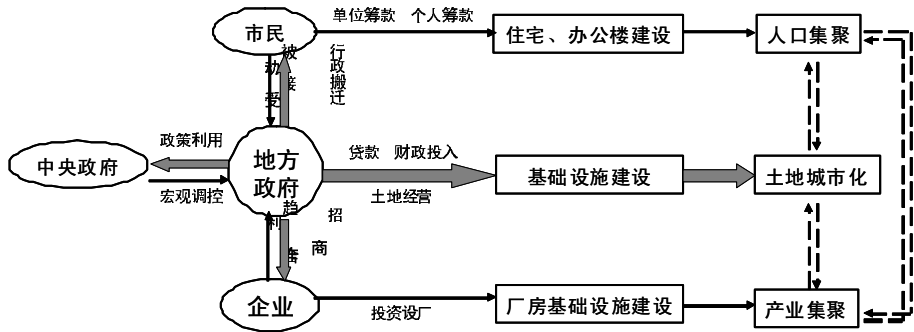 市民
单位筹款 个人筹款
住宅、办公楼建设
人口集聚
被动接受
行政搬迁
中央政府
政策利用
宏观调控
地方政府
贷款 财政投入
土地经营
基础设施建设
土地城市化
趋利
招商
企业
投资设厂
厂房基础设施建设
产业集聚